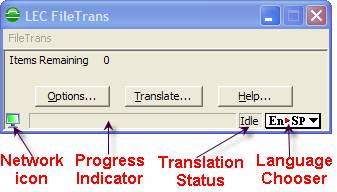 LEC FileTrans
FileTrans
Items Remaining 0
Options... Translate... Help...
Idle En▸SP
Network Progress Translation Language
icon Indicator Status Chooser